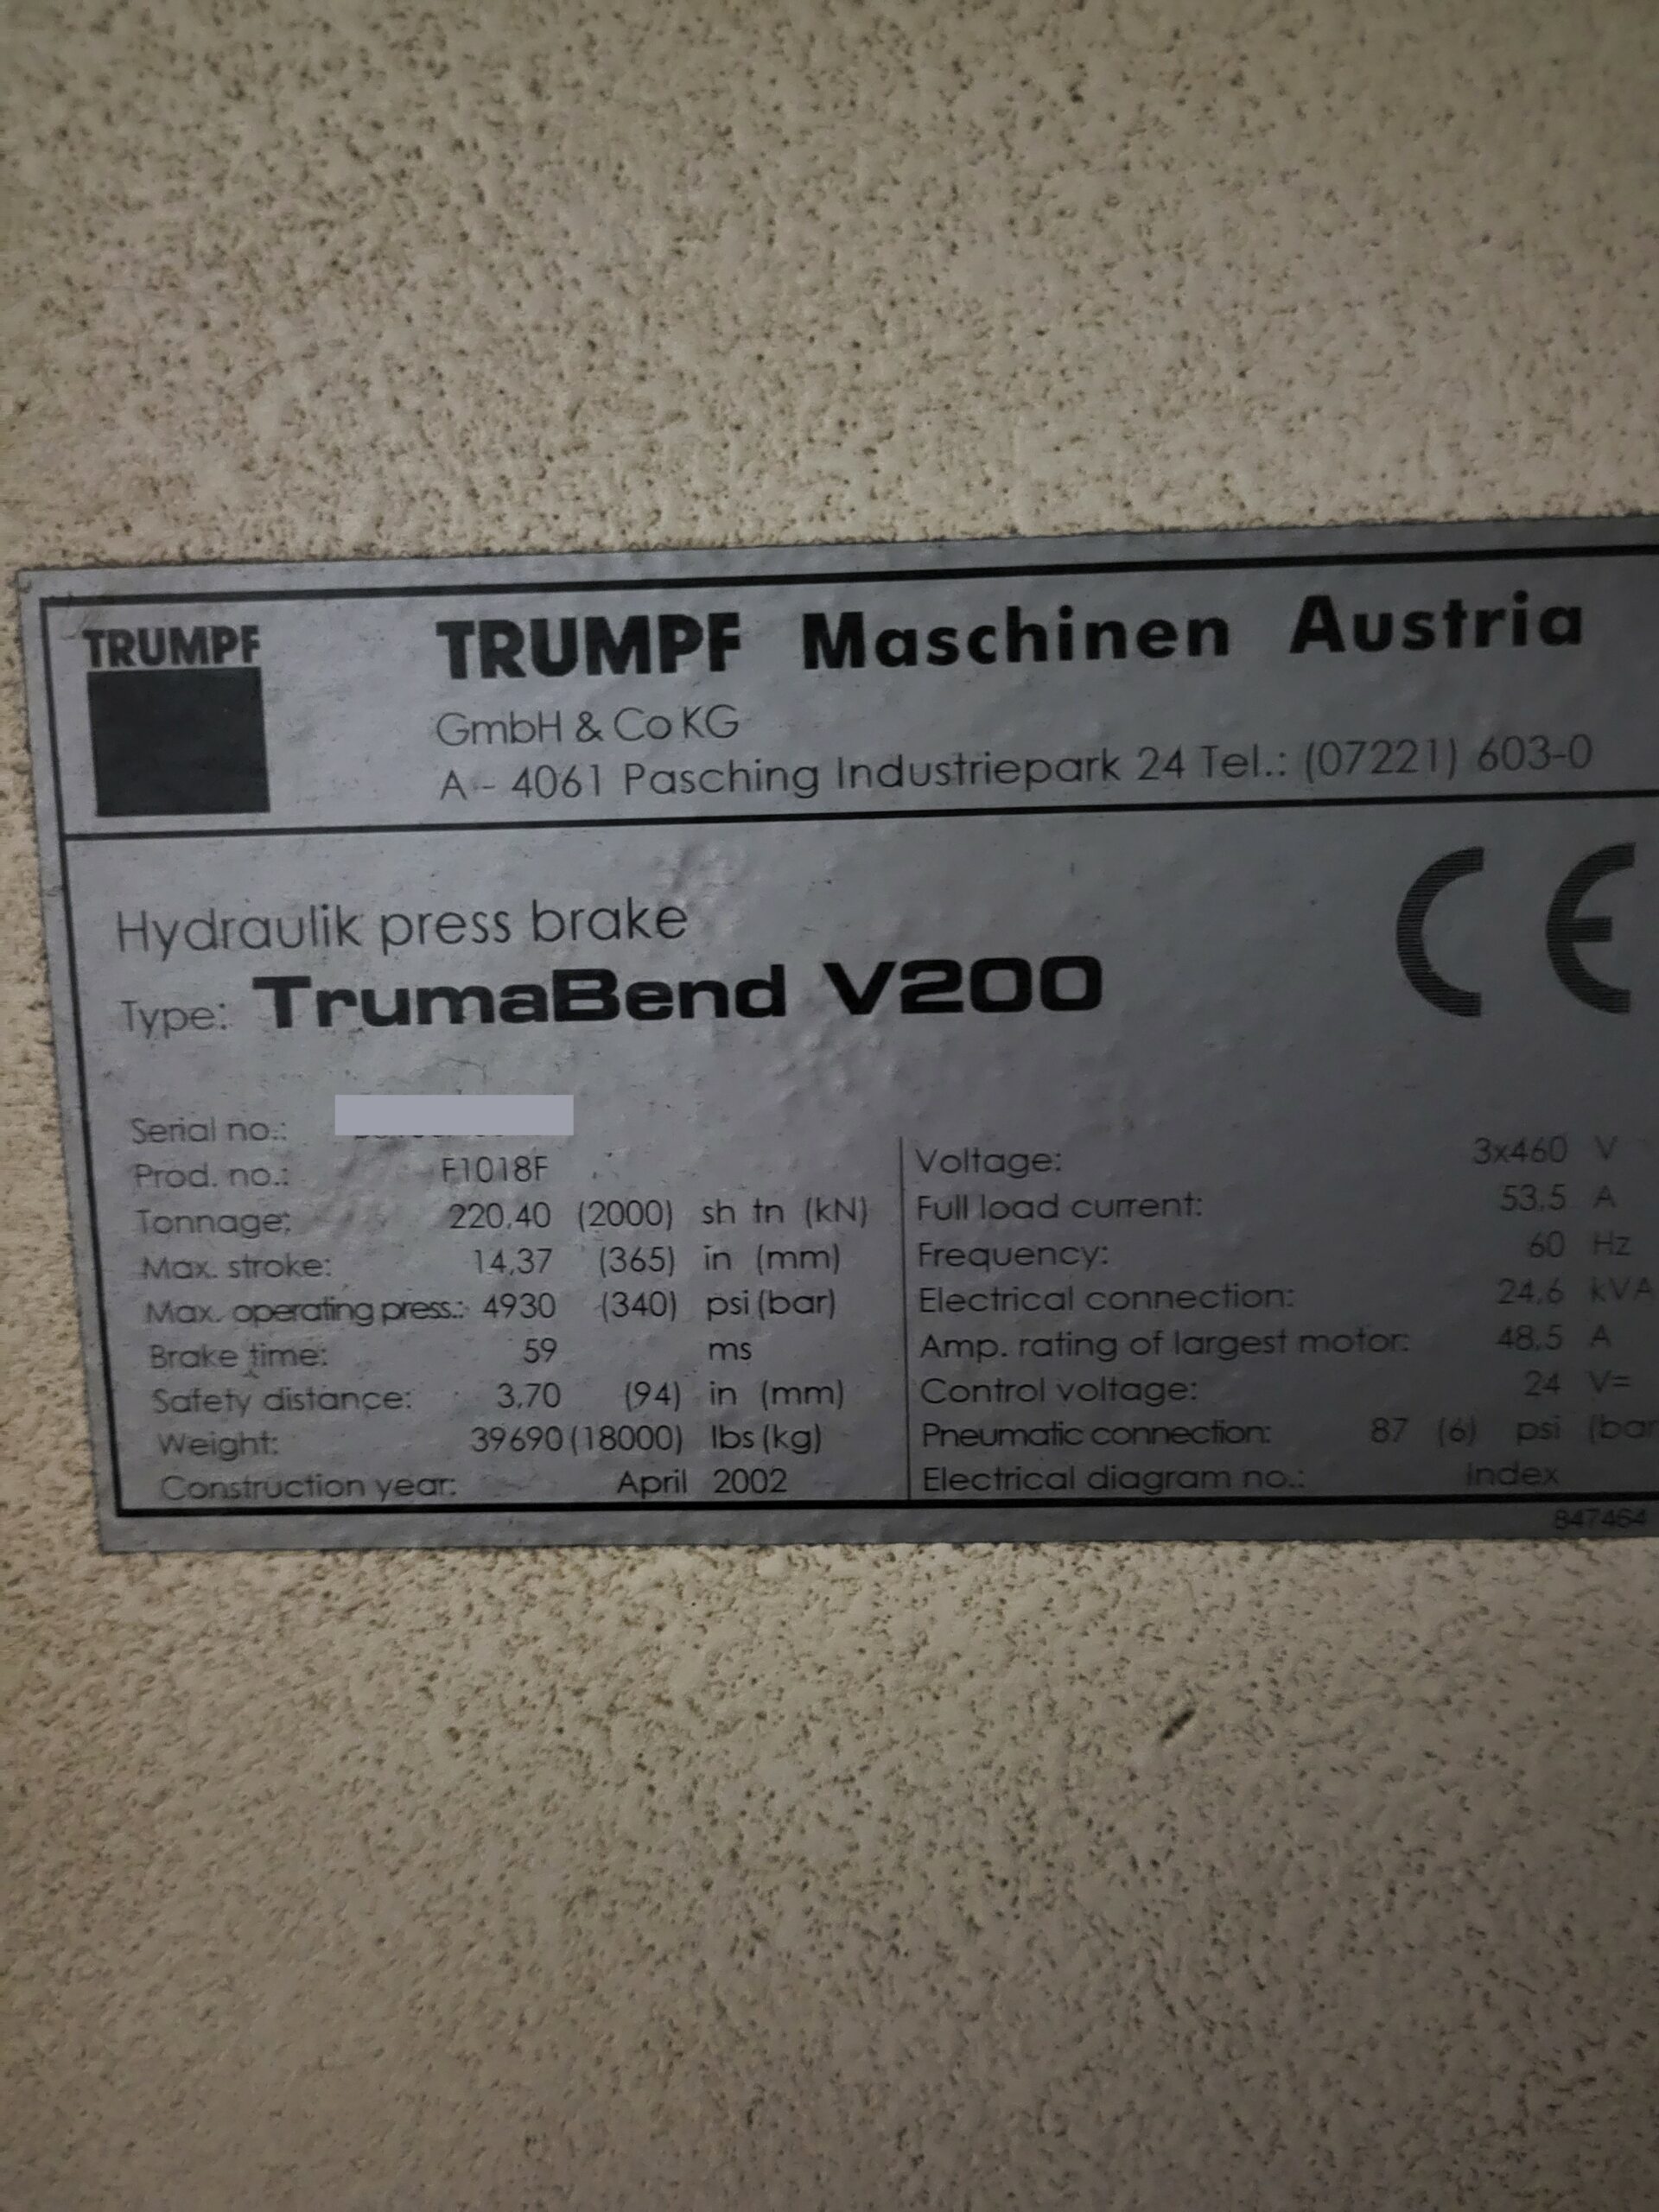 TRUMPF
TRUMPF Maschinen Austria
GmbH & Co KG
A - 4061 Pasching Industriepark 24 Tel.: (07221) 603-0
CE
Hydraulik press brake
Type: TrumaBend V200
Serial no.:
Prod. no.: F1018F
Tonnage: 220,40 (2000) sh tn (kN)
Max. stroke: 14,37 (365) in (mm)
Max. operating press.: 4930 (340) psi (bar)
Brake time: 59 ms
Safety distance: 3,70 (94) in (mm)
Weight: 39690 (18000) lbs (kg)
Construction year: April 2002
Voltage: 3x460 V
Full load current: 53,5 A
Frequency: 60 Hz
Electrical connection: 24,6 kVA
Amp. rating of largest motor: 48,5 A
Control voltage: 24 V=
Pneumatic connection: 87 (6) psi (bar
Electrical diagram no.: index
847464